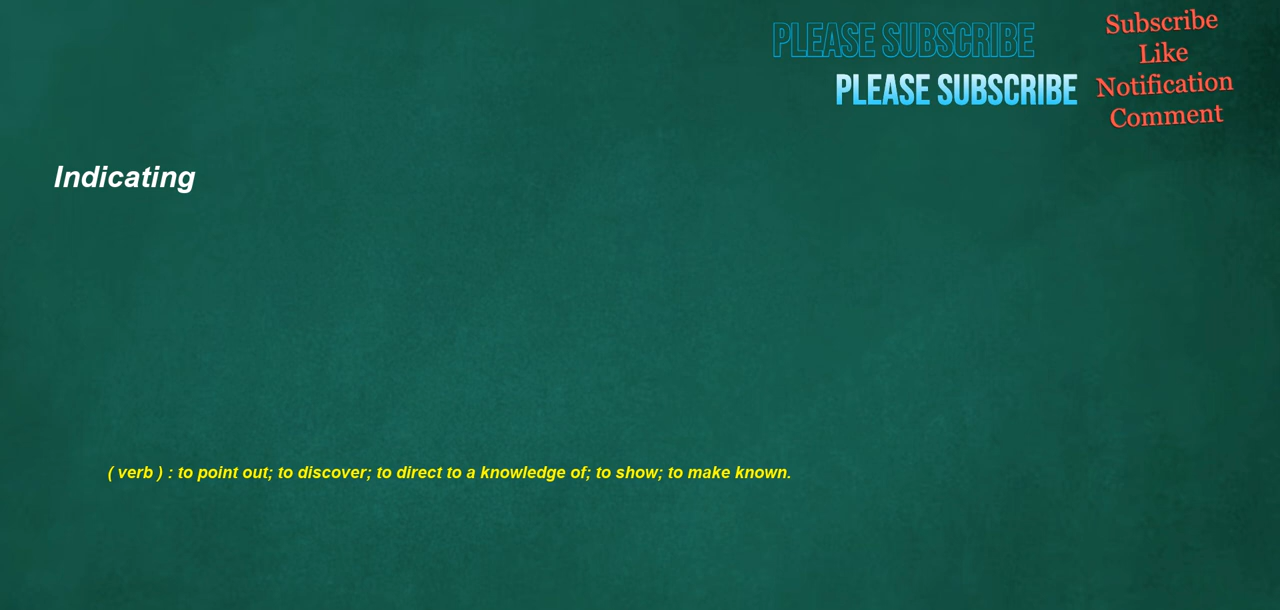 PLEASE SUBSCRIBE
PLEASE SUBSCRIBE
Subscribe
Like
Notification
Comment
Indicating
( verb ) : to point out; to discover; to direct to a knowledge of; to show; to make known.